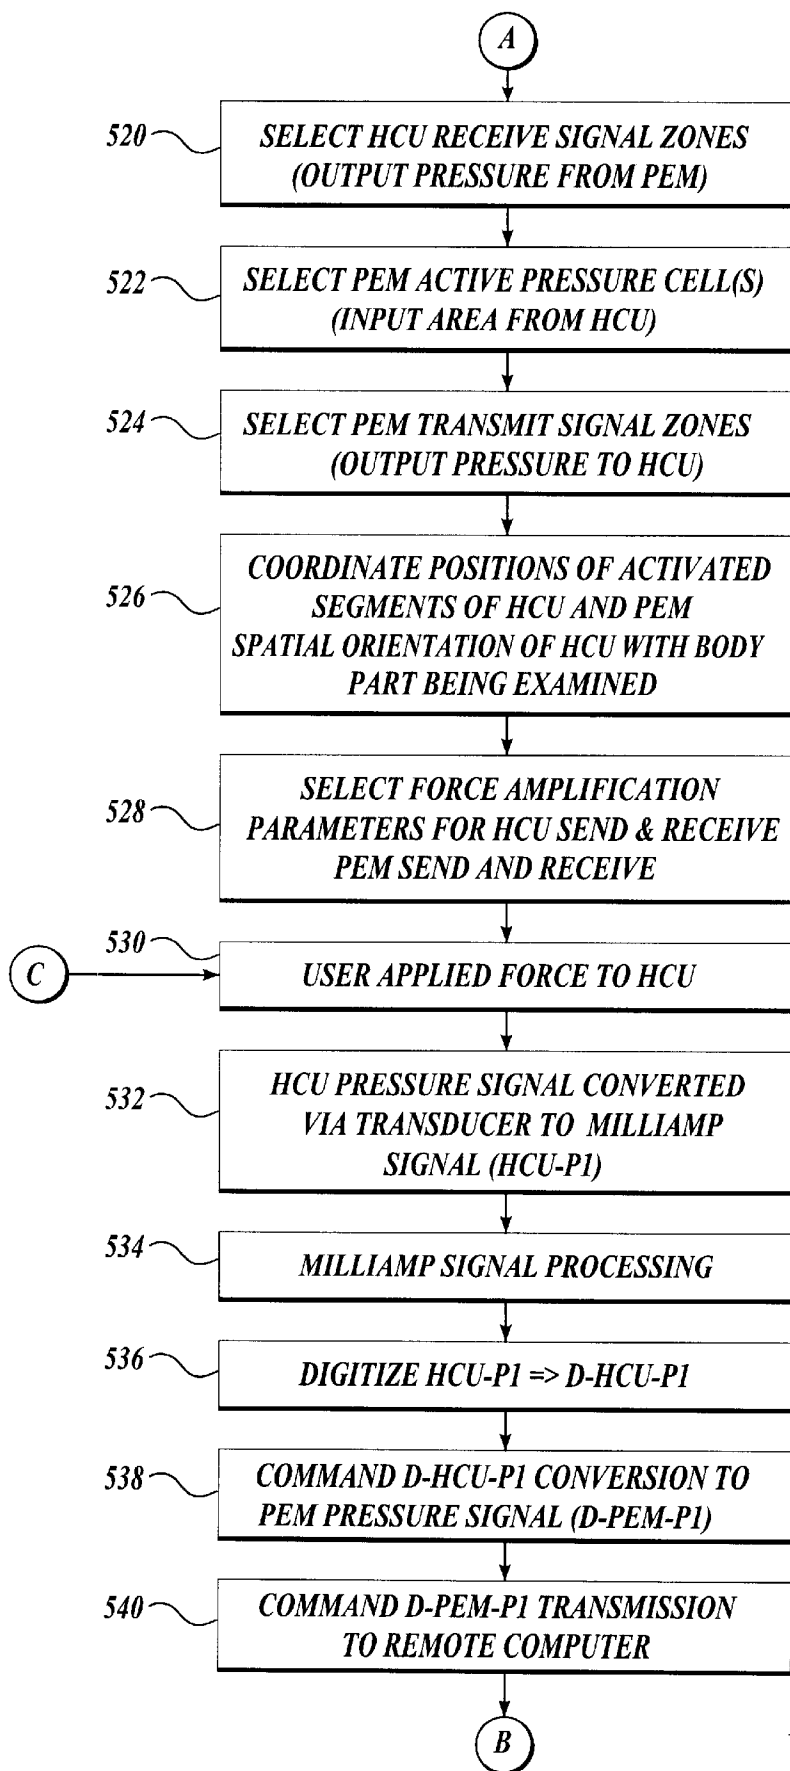 A
520
SELECT HCU RECEIVE SIGNAL ZONES
(OUTPUT PRESSURE FROM PEM)
522
SELECT PEM ACTIVE PRESSURE CELL(S)
(INPUT AREA FROM HCU)
524
SELECT PEM TRANSMIT SIGNAL ZONES
(OUTPUT PRESSURE TO HCU)
526
COORDINATE POSITIONS OF ACTIVATED
SEGMENTS OF HCU AND PEM
SPATIAL ORIENTATION OF HCU WITH BODY
PART BEING EXAMINED
528
SELECT FORCE AMPLIFICATION
PARAMETERS FOR HCU SEND & RECEIVE
PEM SEND AND RECEIVE
530
C
USER APPLIED FORCE TO HCU
532
HCU PRESSURE SIGNAL CONVERTED
VIA TRANSDUCER TO MILLIAMP
SIGNAL (HCU-P1)
534
MILLIAMP SIGNAL PROCESSING
536
DIGITIZE HCU-P1 => D-HCU-P1
538
COMMAND D-HCU-P1 CONVERSION TO
PEM PRESSURE SIGNAL (D-PEM-P1)
540
COMMAND D-PEM-P1 TRANSMISSION
TO REMOTE COMPUTER
B